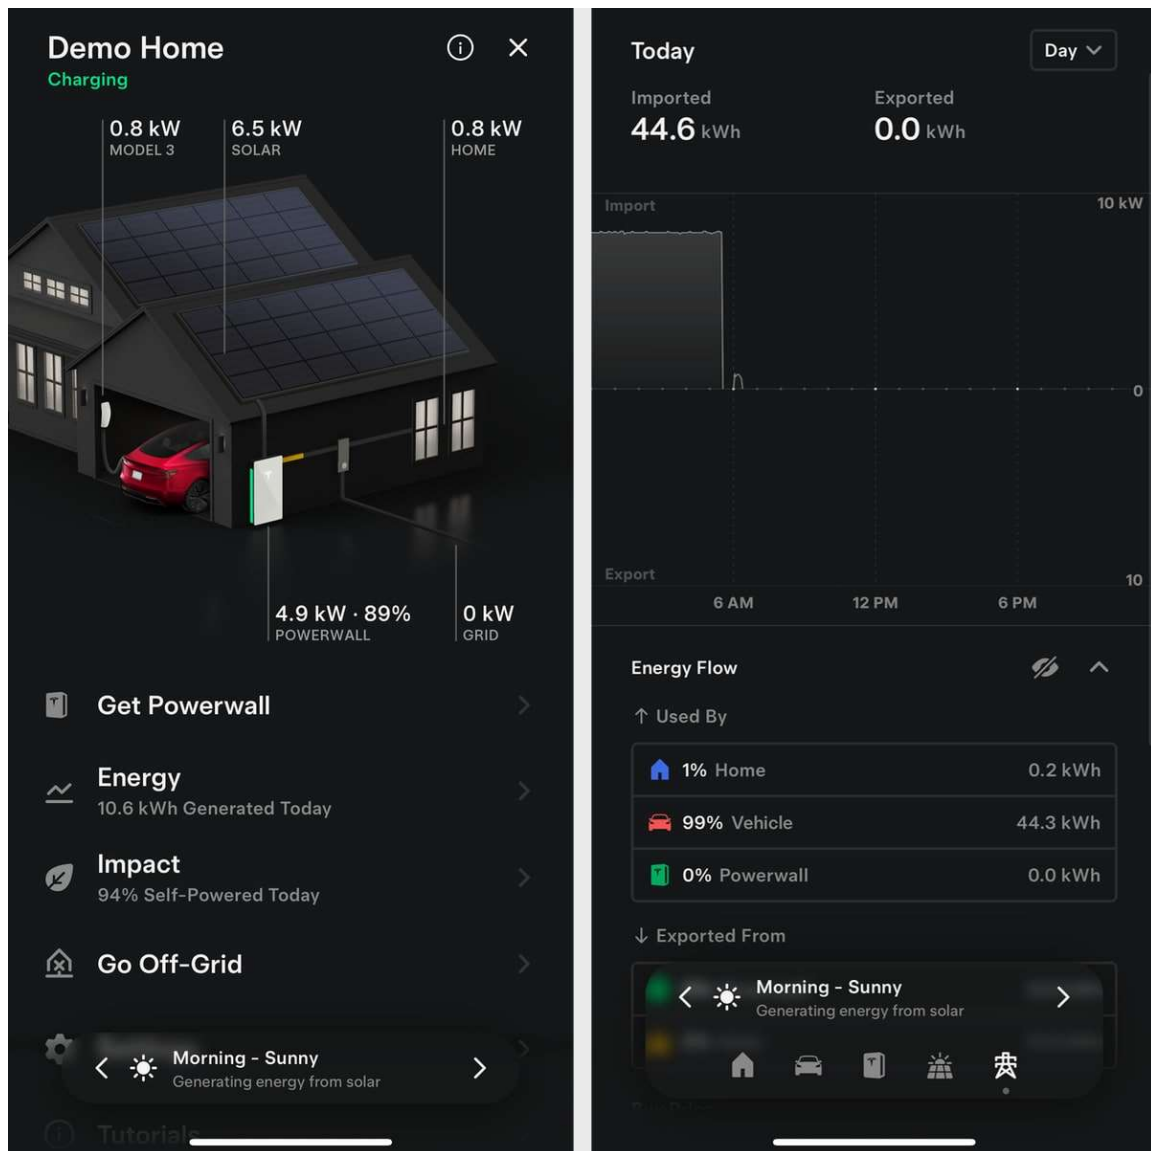 Demo Home
Charging
0.8 kW
MODEL 3
6.5 kW
SOLAR
0.8 kW
HOME
4.9 kW · 89%
POWERWALL
0 kW
GRID
Get Powerwall
Energy
10.6 kWh Generated Today
Impact
94% Self-Powered Today
Go Off-Grid
Morning - Sunny
Generating energy from solar
Tutorials
Today
Day
Imported
44.6 kWh
Exported
0.0 kWh
Import
10 kW
0
Export
10
6 AM
12 PM
6 PM
Energy Flow
Used By
1% Home
0.2 kWh
99% Vehicle
44.3 kWh
0% Powerwall
0.0 kWh
Exported From
Morning - Sunny
Generating energy from solar